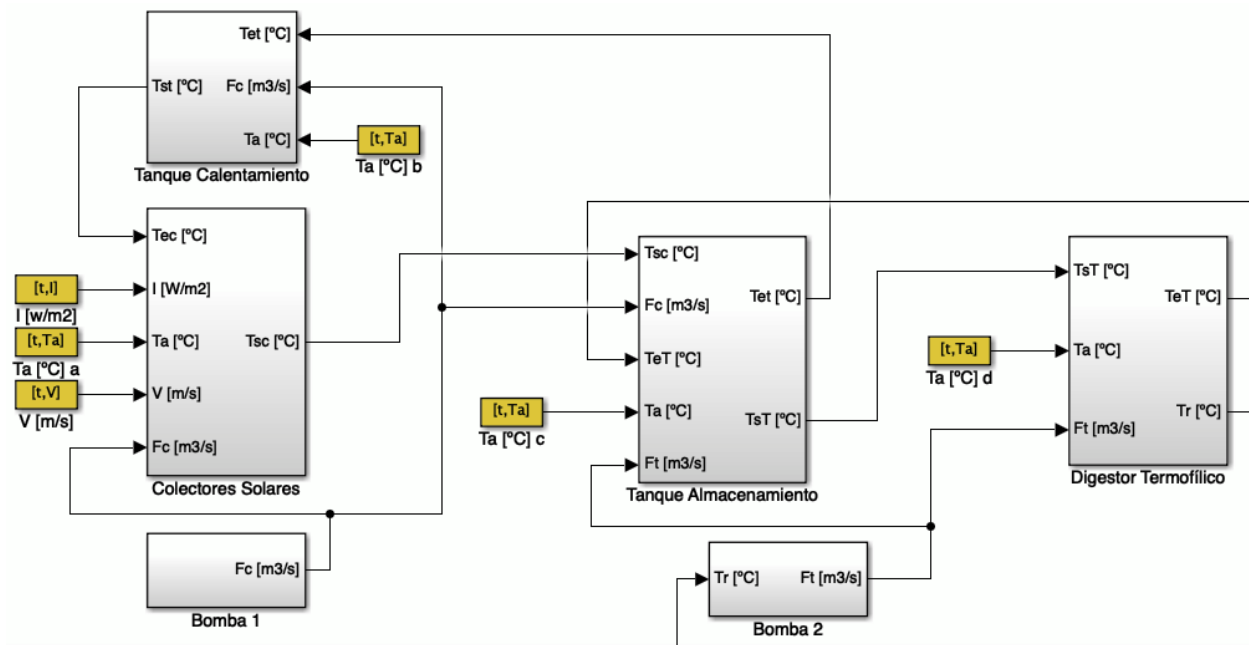 Tet [ºC]
Tst [ºC]
Fc [m3/s]
Ta [ºC]
Tanque Calentamiento
[t,Ta]
Ta [ºC] b
Tec [ºC]
I [W/m2]
Ta [ºC]
Tsc [ºC]
V [m/s]
Fc [m3/s]
Colectores Solares
[t,I]
I [w/m2]
[t,Ta]
Ta [ºC] a
[t,V]
V [m/s]
Fc [m3/s]
Bomba 1
Tsc [ºC]
Fc [m3/s]
Tet [ºC]
TeT [ºC]
Ta [ºC]
TsT [ºC]
Ft [m3/s]
Tanque Almacenamiento
[t,Ta]
Ta [ºC] c
Tr [ºC]
Ft [m3/s]
Bomba 2
TsT [ºC]
TeT [ºC]
Ta [ºC]
Tr [ºC]
Ft [m3/s]
Digestor Termofílico
[t,Ta]
Ta [ºC] d